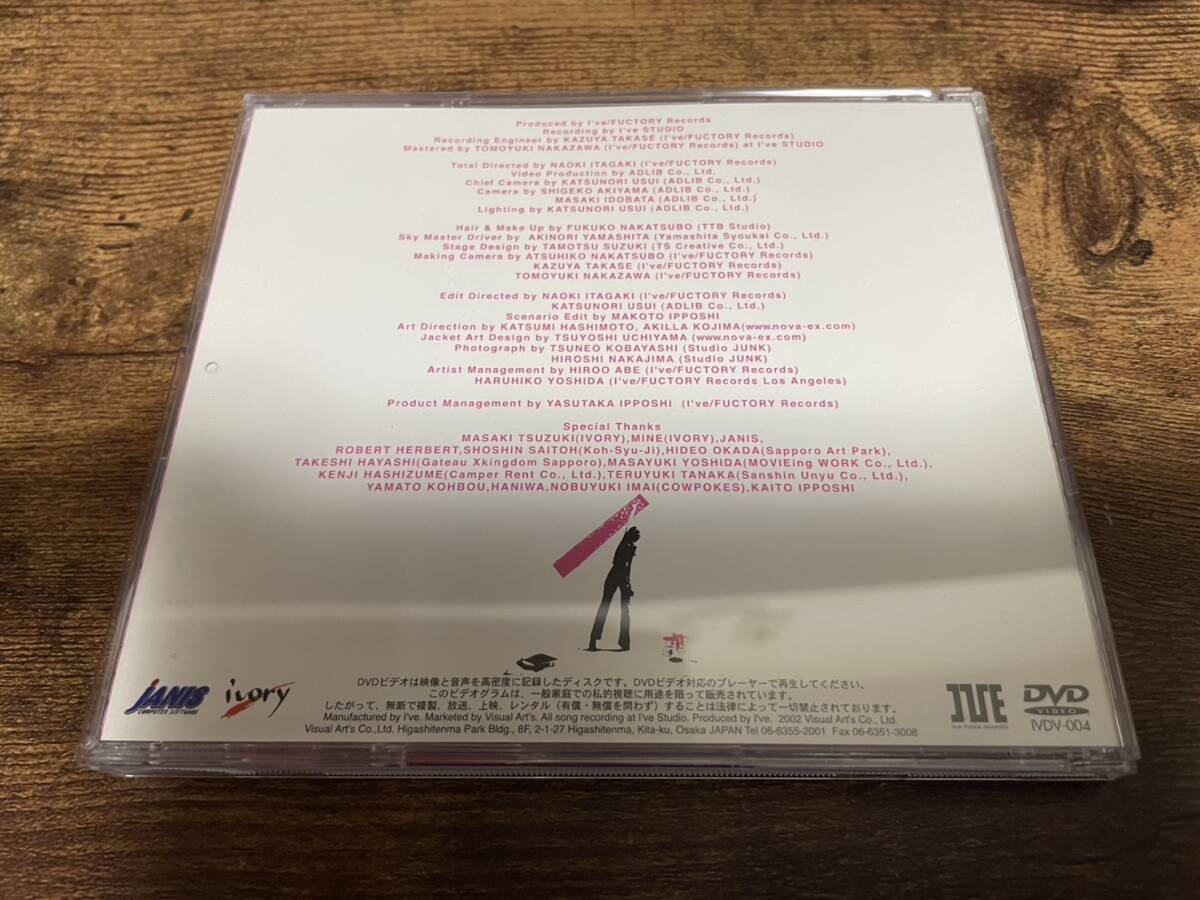 Produced by I've/FUCTORY Records
Recording by I've STUDIO
Recording Engineer by KAZUYA TAKASE (I've/FUCTORY Records)
Mastered by TOMOYUKI NAKAZAWA (I've/FUCTORY Records) at I've STUDIO
Total Directed by NAOKI ITAGAKI (I've/FUCTORY Records)
Video Production by ADLIB Co., Ltd.
Chief Camera by KATSUNORI USUI (ADLIB Co., Ltd.)
Camera by SHIGEKO AKIYAMA (ADLIB Co., Ltd.)
MASAKI IDOBATA (ADLIB Co., Ltd.)
Lighting by KATSUNORI USUI (ADLIB Co., Ltd.)
Hair & Make Up by FUKUKO NAKATSUBO (TTB Studio)
Sky Master Driver by AKINORI YAMASHITA (Yamashita Syoukai Co., Ltd.)
Stage Design by TAMOTSU SUZUKI (TS Creative Co., Ltd.)
Making Camera by ATSUHIKO NAKATSUBO (I've/FUCTORY Records)
KAZUYA TAKASE (I've/FUCTORY Records)
TOMOYUKI NAKAZAWA (I've/FUCTORY Records)
Edit Directed by NAOKI ITAGAKI (I've/FUCTORY Records)
KATSUNORI USUI (ADLIB Co., Ltd.)
Scenario Edit by MAKOTO IPPOSHI
Art Direction by KATSUMI HASHIMOTO, AKILLA KOJIMA(www.nova-ex.com)
Jacket Art Design by TSUYOSHI UCHIYAMA (www.nova-ex.com)
Photograph by TSUNEO KOBAYASHI (Studio JUNK)
HIROSHI NAKAJIMA (Studio JUNK)
Artist Management by HIROO ABE (I've/FUCTORY Records)
HARUHIKO YOSHIDA (I've/FUCTORY Records Los Angeles)
Product Management by YASUTAKA IPPOSHI (I've/FUCTORY Records)
Special Thanks
MASAKI TSUZUKI(IVORY),MINE(IVORY),JANIS,
ROBERT HERBERT,SHOSHIN SAITOH(Koh-Syu-Ji),HIDEO OKADA(Sapporo Art Park),
TAKESHI HAYASHI(Gateau Xkingdom Sapporo),MASAYUKI YOSHIDA(MOVIEing WORK Co., Ltd.),
KENJI HASHIZUME(Camper Rent Co., Ltd.),TERUYUKI TANAKA(Sanshin Unyu Co., Ltd.),
YAMATO KOHBOU,HANIWA,NOBUYUKI IMAI(COWPOKES),KAITO IPPOSHI
JANIS
COMPUTER SOFTWARE
ivory
DVDビデオは映像と音声を高密度に記録したディスクです。DVDビデオ対応のプレーヤーで再生してください。
このビデオグラムは、一般家庭での私的視聴に用途を限って販売されています。
したがって、無断で複製、放送、上映、レンタル（有償・無償を問わず）することは法律によって一切禁止されております。
Manufactured by I've. Marketed by Visual Art's. All song recording at I've Studio. Produced by I've. 2002 Visual Art's Co., Ltd.
Visual Art's Co.,Ltd. Higashitenma Park Bldg., 8F, 2-1-27 Higashitenma, Kita-ku, Osaka JAPAN Tel 06-6355-2001 Fax 06-6351-3008
DVD
VIDEO
IVDV-004